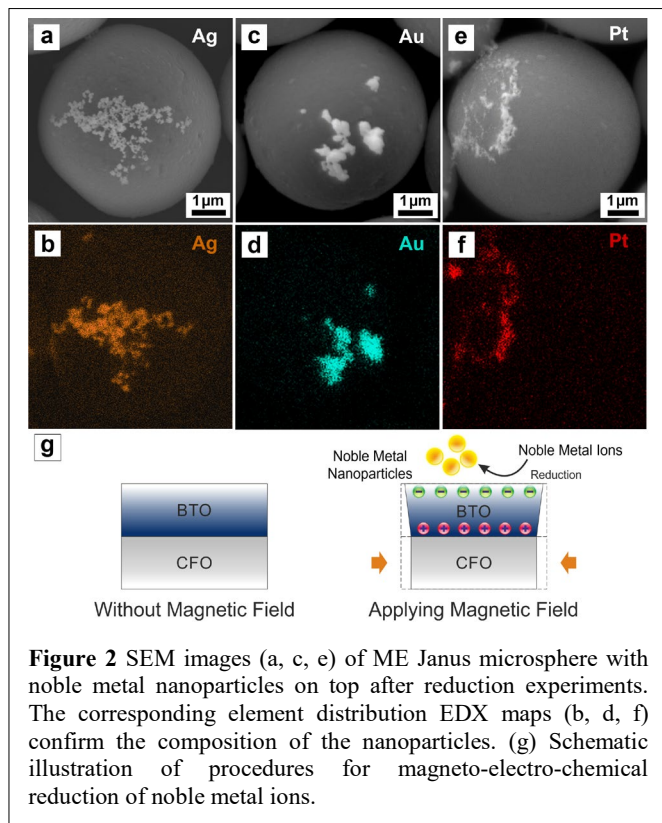 a Ag
c Au
e Pt
1µm
1µm
1µm
b Ag
d Au
f Pt
g
Noble Metal
Nanoparticles
Noble Metal Ions
Reduction
BTO
CFO
Without Magnetic Field
BTO
CFO
Applying Magnetic Field
Figure 2 SEM images (a, c, e) of ME Janus microsphere with
noble metal nanoparticles on top after reduction experiments.
The corresponding element distribution EDX maps (b, d, f)
confirm the composition of the nanoparticles. (g) Schematic
illustration of procedures for magneto-electro-chemical
reduction of noble metal ions.